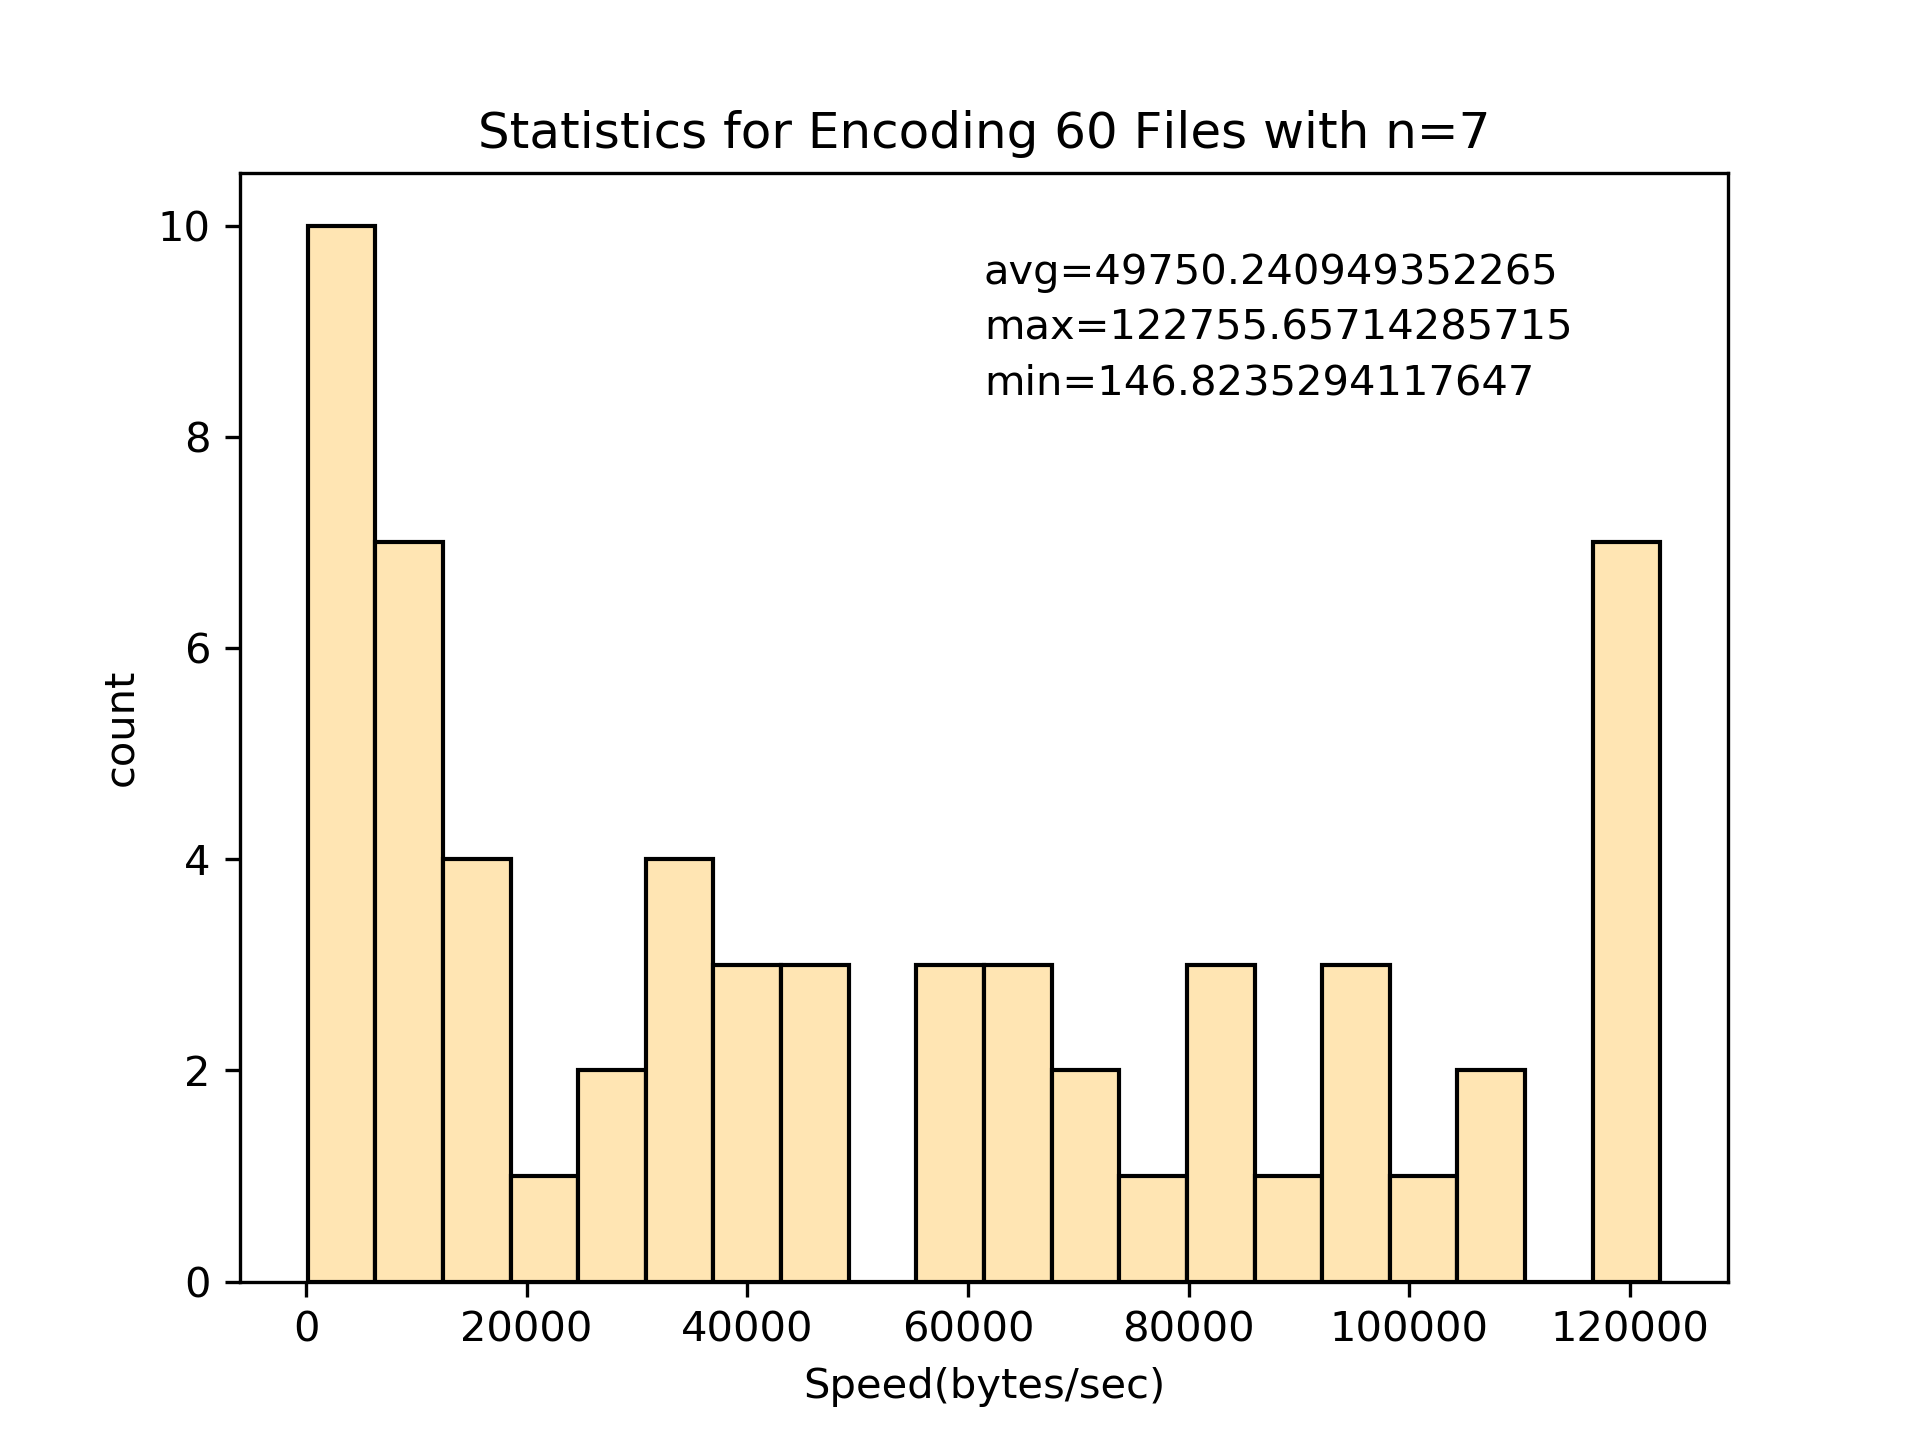 Statistics for Encoding 60 Files with n=7
avg=49750.240949352265
max=122755.65714285715
min=146.8235294117647
10
8
6
4
2
0
count
0 20000 40000 60000 80000 100000 120000
Speed(bytes/sec)